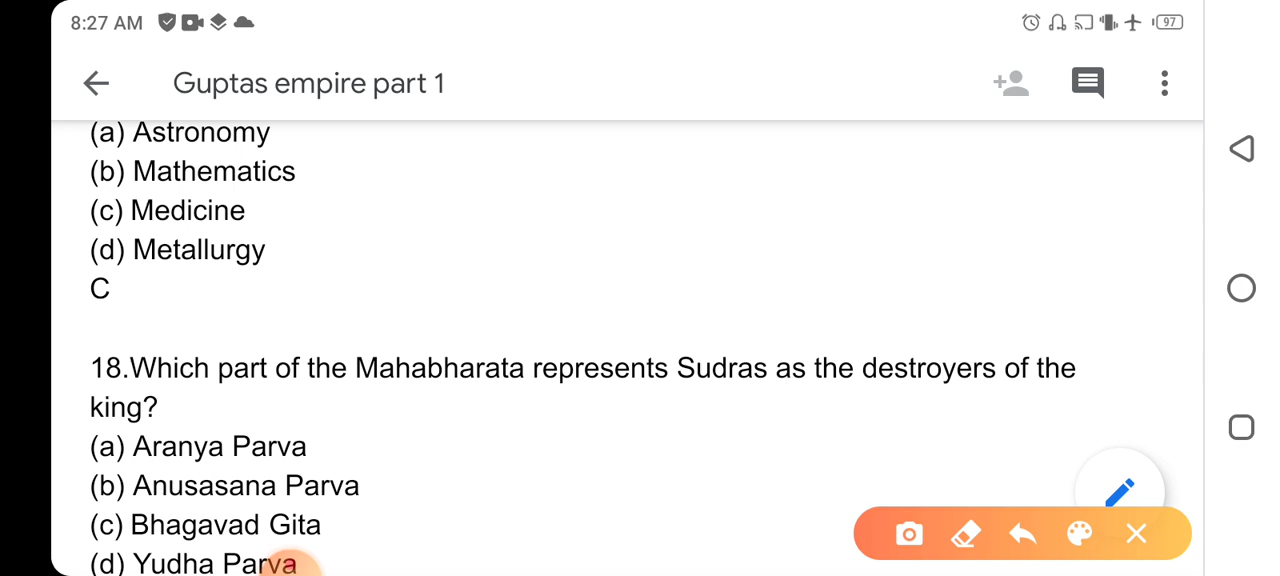 8:27 AM
97
Guptas empire part 1
(a) Astronomy
(b) Mathematics
(c) Medicine
(d) Metallurgy
C
18.Which part of the Mahabharata represents Sudras as the destroyers of the
king?
(a) Aranya Parva
(b) Anusasana Parva
(c) Bhagavad Gita
(d) Yudha Parva